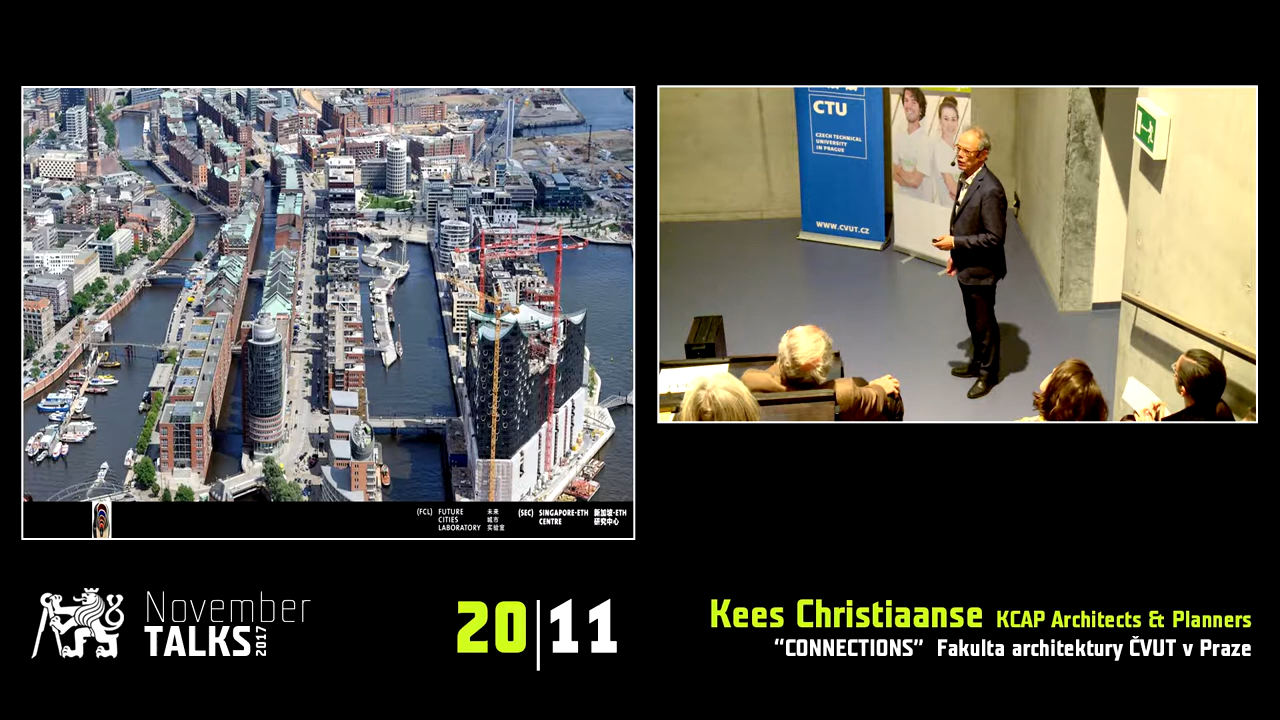 CTU
CZECH TECHNICAL
UNIVERSITY
IN PRAGUE
WWW.CVUT.CZ
(FCL) FUTURE
CITIES
LABORATORY
未来
城市
实验室
(SEC) SINGAPORE-ETH
CENTRE
新加坡-ETH
研究中心
November
TALKS 2017
20|11
Kees Christiaanse KCAP Architects & Planners
“CONNECTIONS” Fakulta architektury ČVUT v Praze